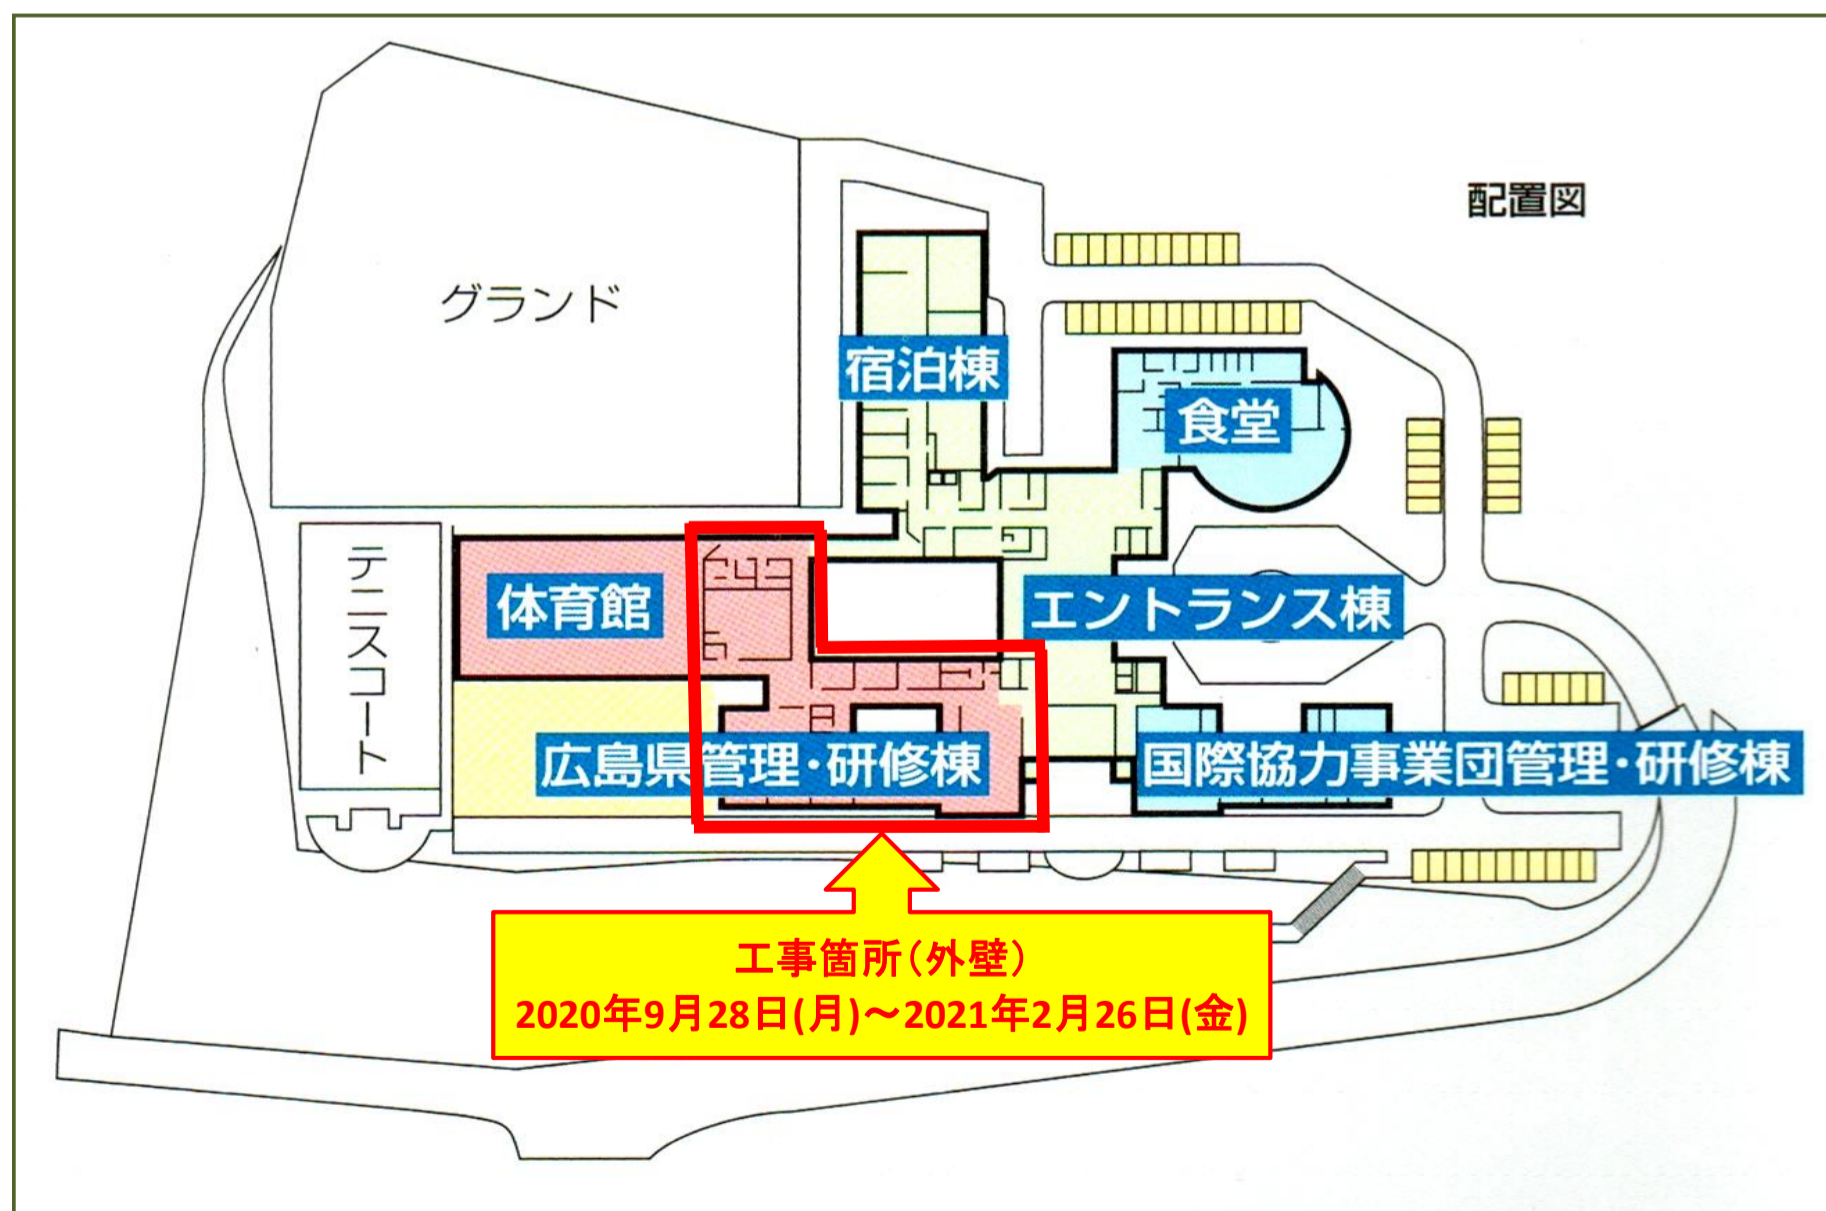 配置図
グランド
宿泊棟
食堂
テニスコート
体育館
エントランス棟
広島県管理・研修棟
国際協力事業団管理・研修棟
工事箇所(外壁)
2020年9月28日(月)～2021年2月26日(金)